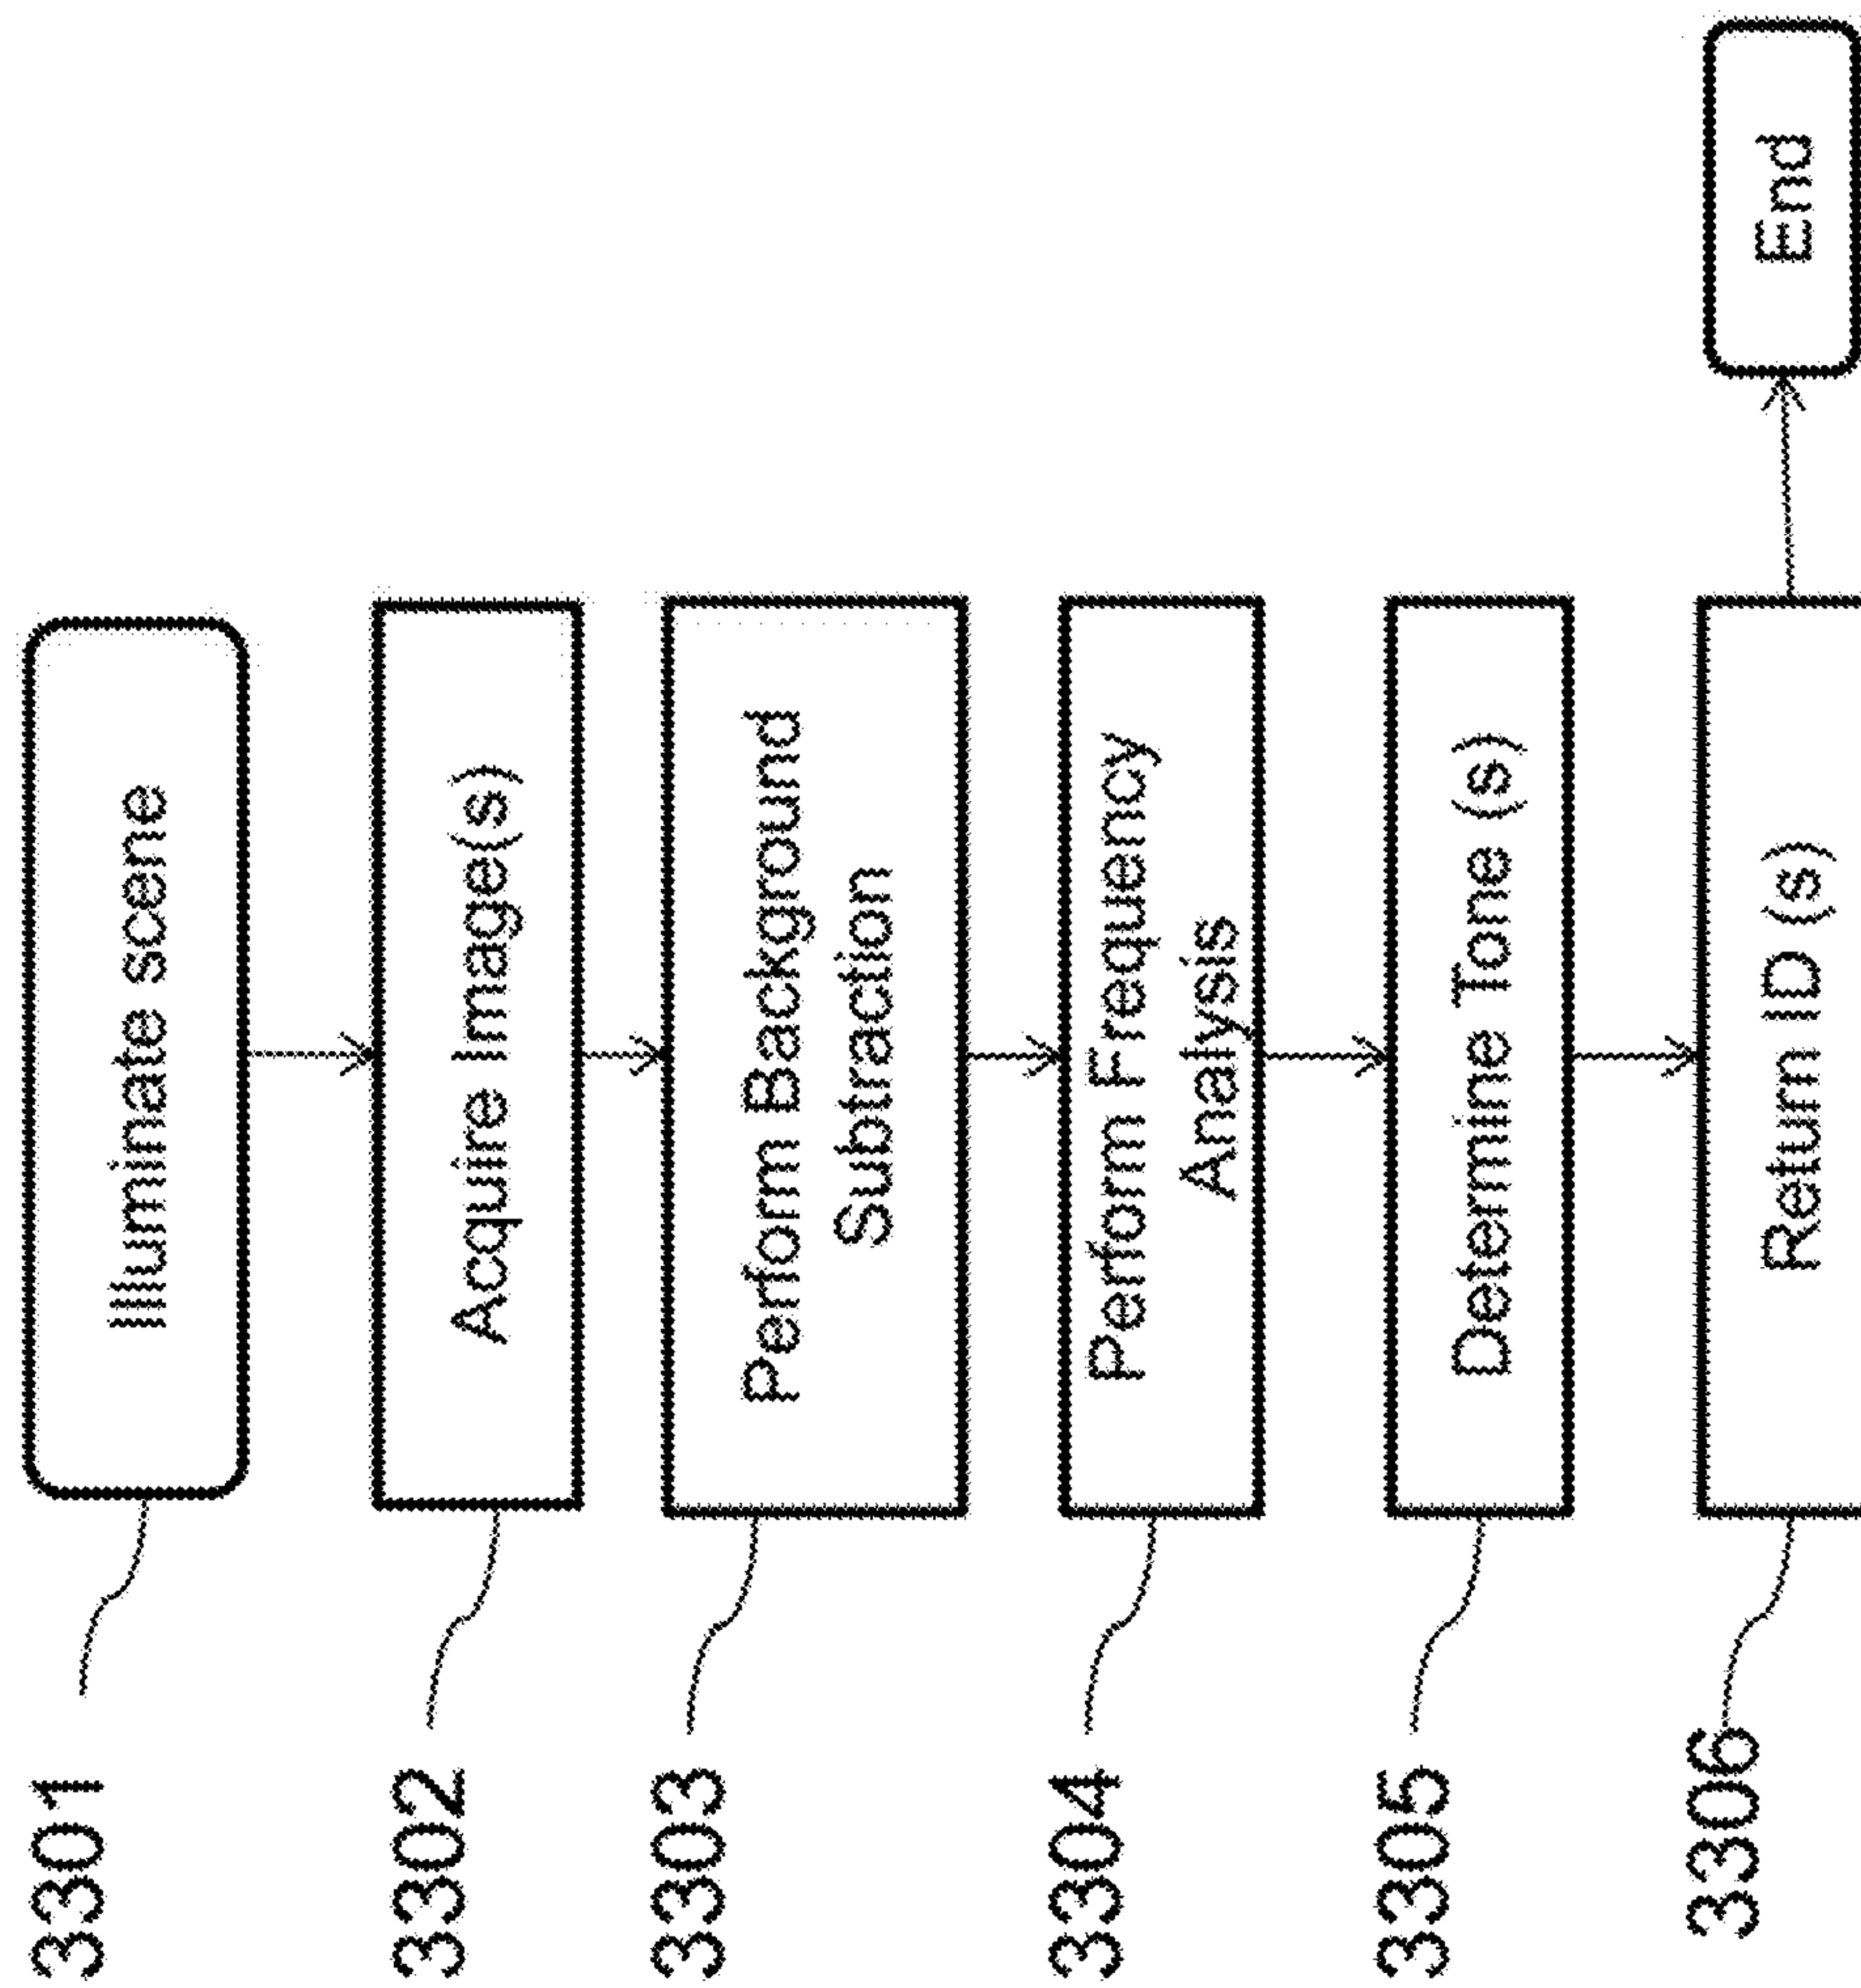 3301
Illuminate scene
3302
Acquire Image(s)
3303
Perform Background
Subtraction
3304
Perform Frequency
Analysis
3305
Determine Tone (s)
3306
Return ID (s)
End